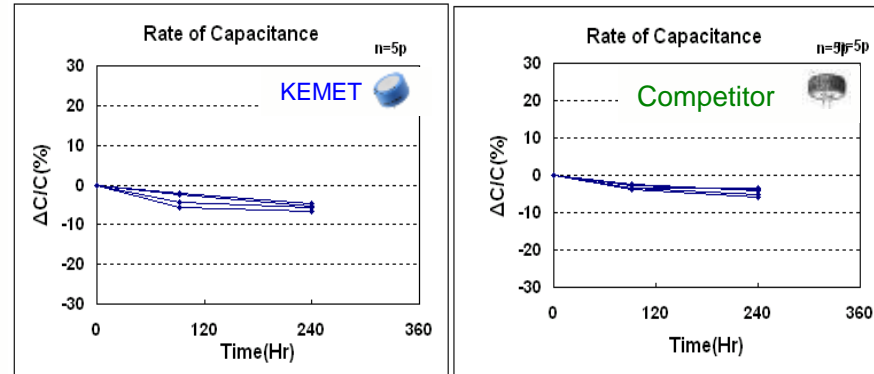 Rate of Capacitance
n=5p
KEMET
ΔC/C(%)
30
20
10
0
-10
-20
-30
0 120 240 360
Time(Hr)
Rate of Capacitance
n=5p
Competitor
ΔC/C(%)
30
20
10
0
-10
-20
-30
0 120 240 360
Time(Hr)